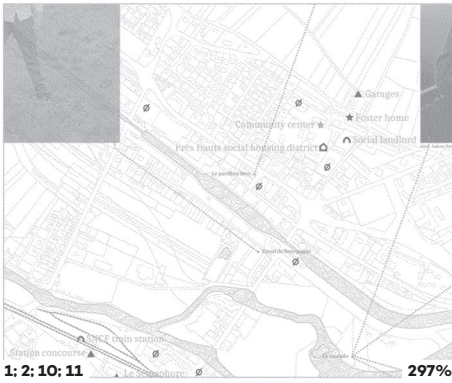 Garages
Foster home
Community center
Social landlord
Prés Hauts social housing district
Le pavillon bleu
Canal de Bourgogne
SNCF train station
Station concourse
La cascade
Le Sémaphore
1; 2; 10; 11
297%